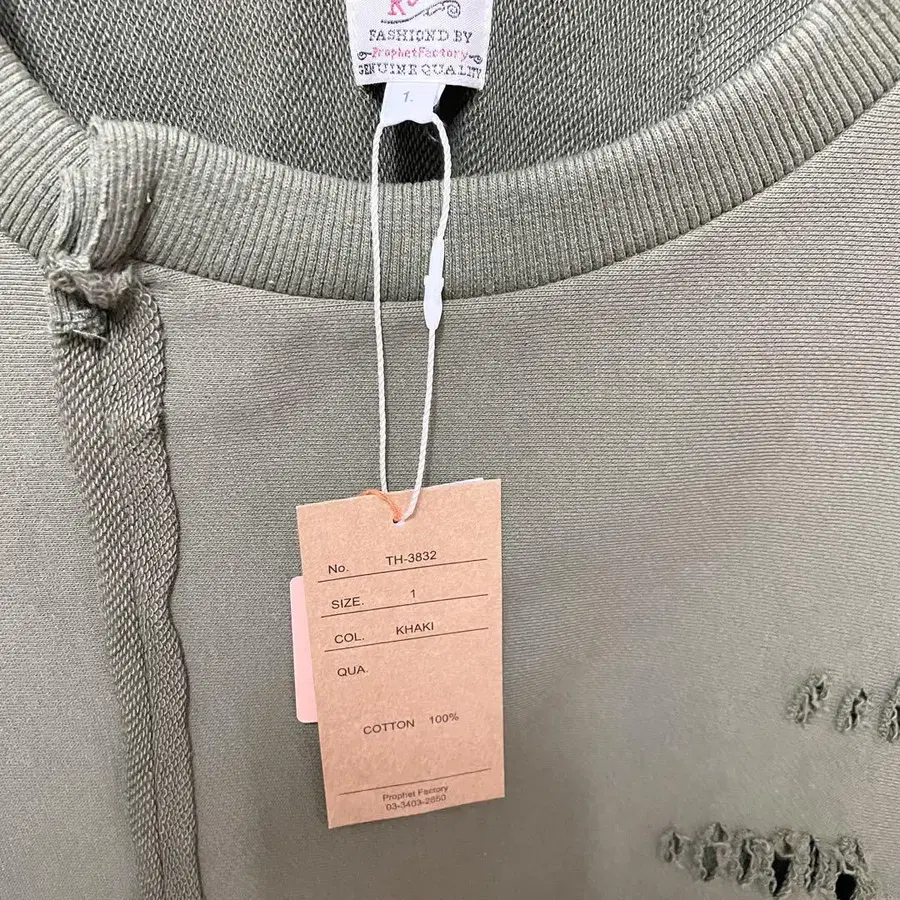 FASHIOND BY
ProphetFactory
GENUINE QUALITY
1.
No. TH-3832
SIZE. 1
COL. KHAKI
QUA.
COTTON 100%
Prophet Factory
03-3403-2850